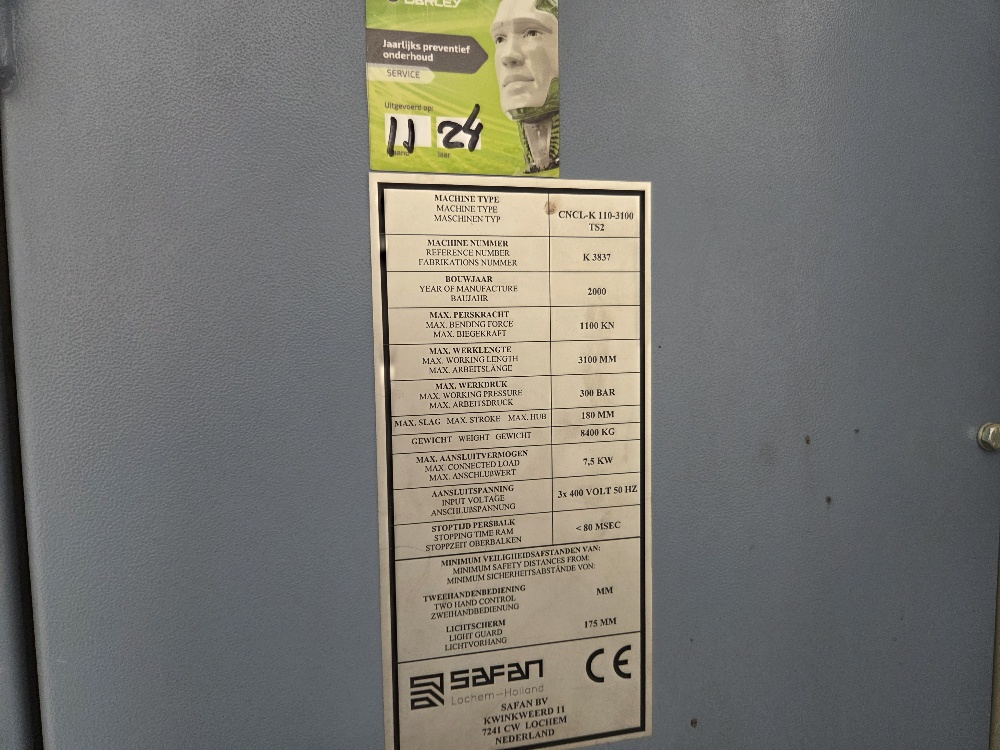 DARLEY
Jaarlijks preventief
onderhoud
SERVICE
Uitgevoerd op:
11 24
jaar
MACHINE TYPE
MACHINE TYPE
MASCHINEN TYP
CNCL-K 110-3100
TS2
MACHINE NUMMER
REFERENCE NUMBER
FABRIKATIONS NUMMER
K 3837
BOUWJAAR
YEAR OF MANUFACTURE
BAUJAHR
2000
MAX. PERSKRACHT
MAX. BENDING FORCE
MAX. BIEGEKRAFT
1100 KN
MAX. WERKLENGTE
MAX. WORKING LENGTH
MAX. ARBEITSLÄNGE
3100 MM
MAX. WERKDRUK
MAX. WORKING PRESSURE
MAX. ARBEITSDRUCK
300 BAR
MAX. SLAG MAX. STROKE MAX. HUB
180 MM
GEWICHT WEIGHT GEWICHT
8400 KG
MAX. AANSLUITVERMOGEN
MAX. CONNECTED LOAD
MAX. ANSCHLUßWERT
7,5 KW
AANSLUITSPANNING
INPUT VOLTAGE
ANSCHLUßSPANNUNG
3x 400 VOLT 50 HZ
STOPTIJD PERSBALK
STOPPING TIME RAM
STOPPZEIT OBERBALKEN
< 80 MSEC
MINIMUM VEILIGHEIDSAFSTANDEN VAN:
MINIMUM SAFETY DISTANCES FROM:
MINIMUM SICHERHEITSABSTÄNDE VON:
TWEEHANDENBEDIENING
TWO HAND CONTROL
ZWEIHANDBEDIENUNG
MM
LICHTSCHERM
LIGHT GUARD
LICHTVORHANG
175 MM
SAFAN
Lochem-Holland
CE
SAFAN BV
KWINKWEERD 11
7241 CW LOCHEM
NEDERLAND